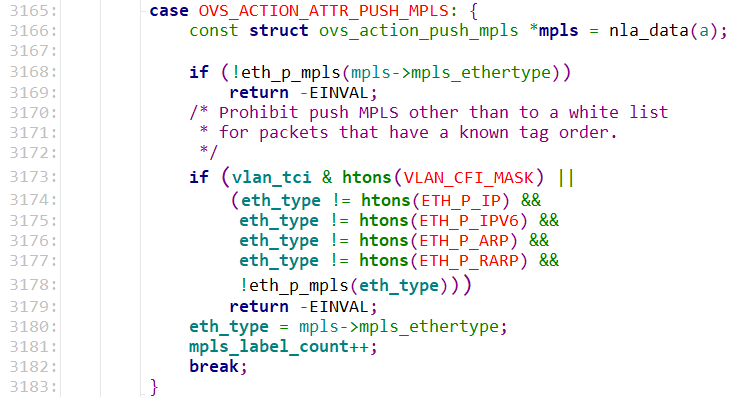 3165: case OVS_ACTION_ATTR_PUSH_MPLS: {
3166: const struct ovs_action_push_mpls *mpls = nla_data(a);
3167:
3168: if (!eth_p_mpls(mpls->mpls_ethertype))
3169: return -EINVAL;
3170: /* Prohibit push MPLS other than to a white list
3171: * for packets that have a known tag order.
3172: */
3173: if (vlan_tci & htons(VLAN_CFI_MASK) ||
3174: (eth_type != htons(ETH_P_IP) &&
3175: eth_type != htons(ETH_P_IPV6) &&
3176: eth_type != htons(ETH_P_ARP) &&
3177: eth_type != htons(ETH_P_RARP) &&
3178: !eth_p_mpls(eth_type)))
3179: return -EINVAL;
3180: eth_type = mpls->mpls_ethertype;
3181: mpls_label_count++;
3182: break;
3183: }